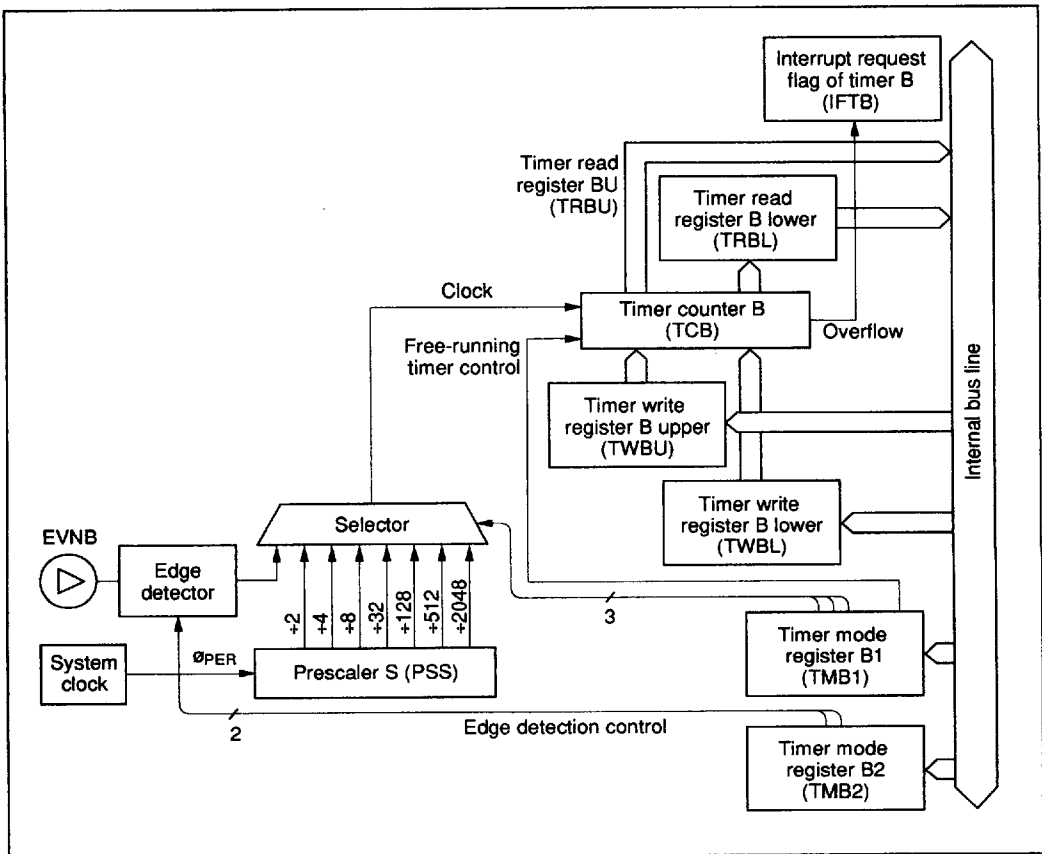 Interrupt request
flag of timer B
(IFTB)
Timer read
register BU
(TRBU)
Timer read
register B lower
(TRBL)
Clock
Timer counter B
(TCB)
Overflow
Free-running
timer control
Timer write
register B upper
(TWBU)
Internal bus line
Timer write
register B lower
(TWBL)
Selector
EVNB
Edge
detector
÷2
÷4
÷8
÷32
÷128
÷512
÷2048
3
System
clock
øPER
Prescaler S (PSS)
Timer mode
register B1
(TMB1)
2
Edge detection control
Timer mode
register B2
(TMB2)